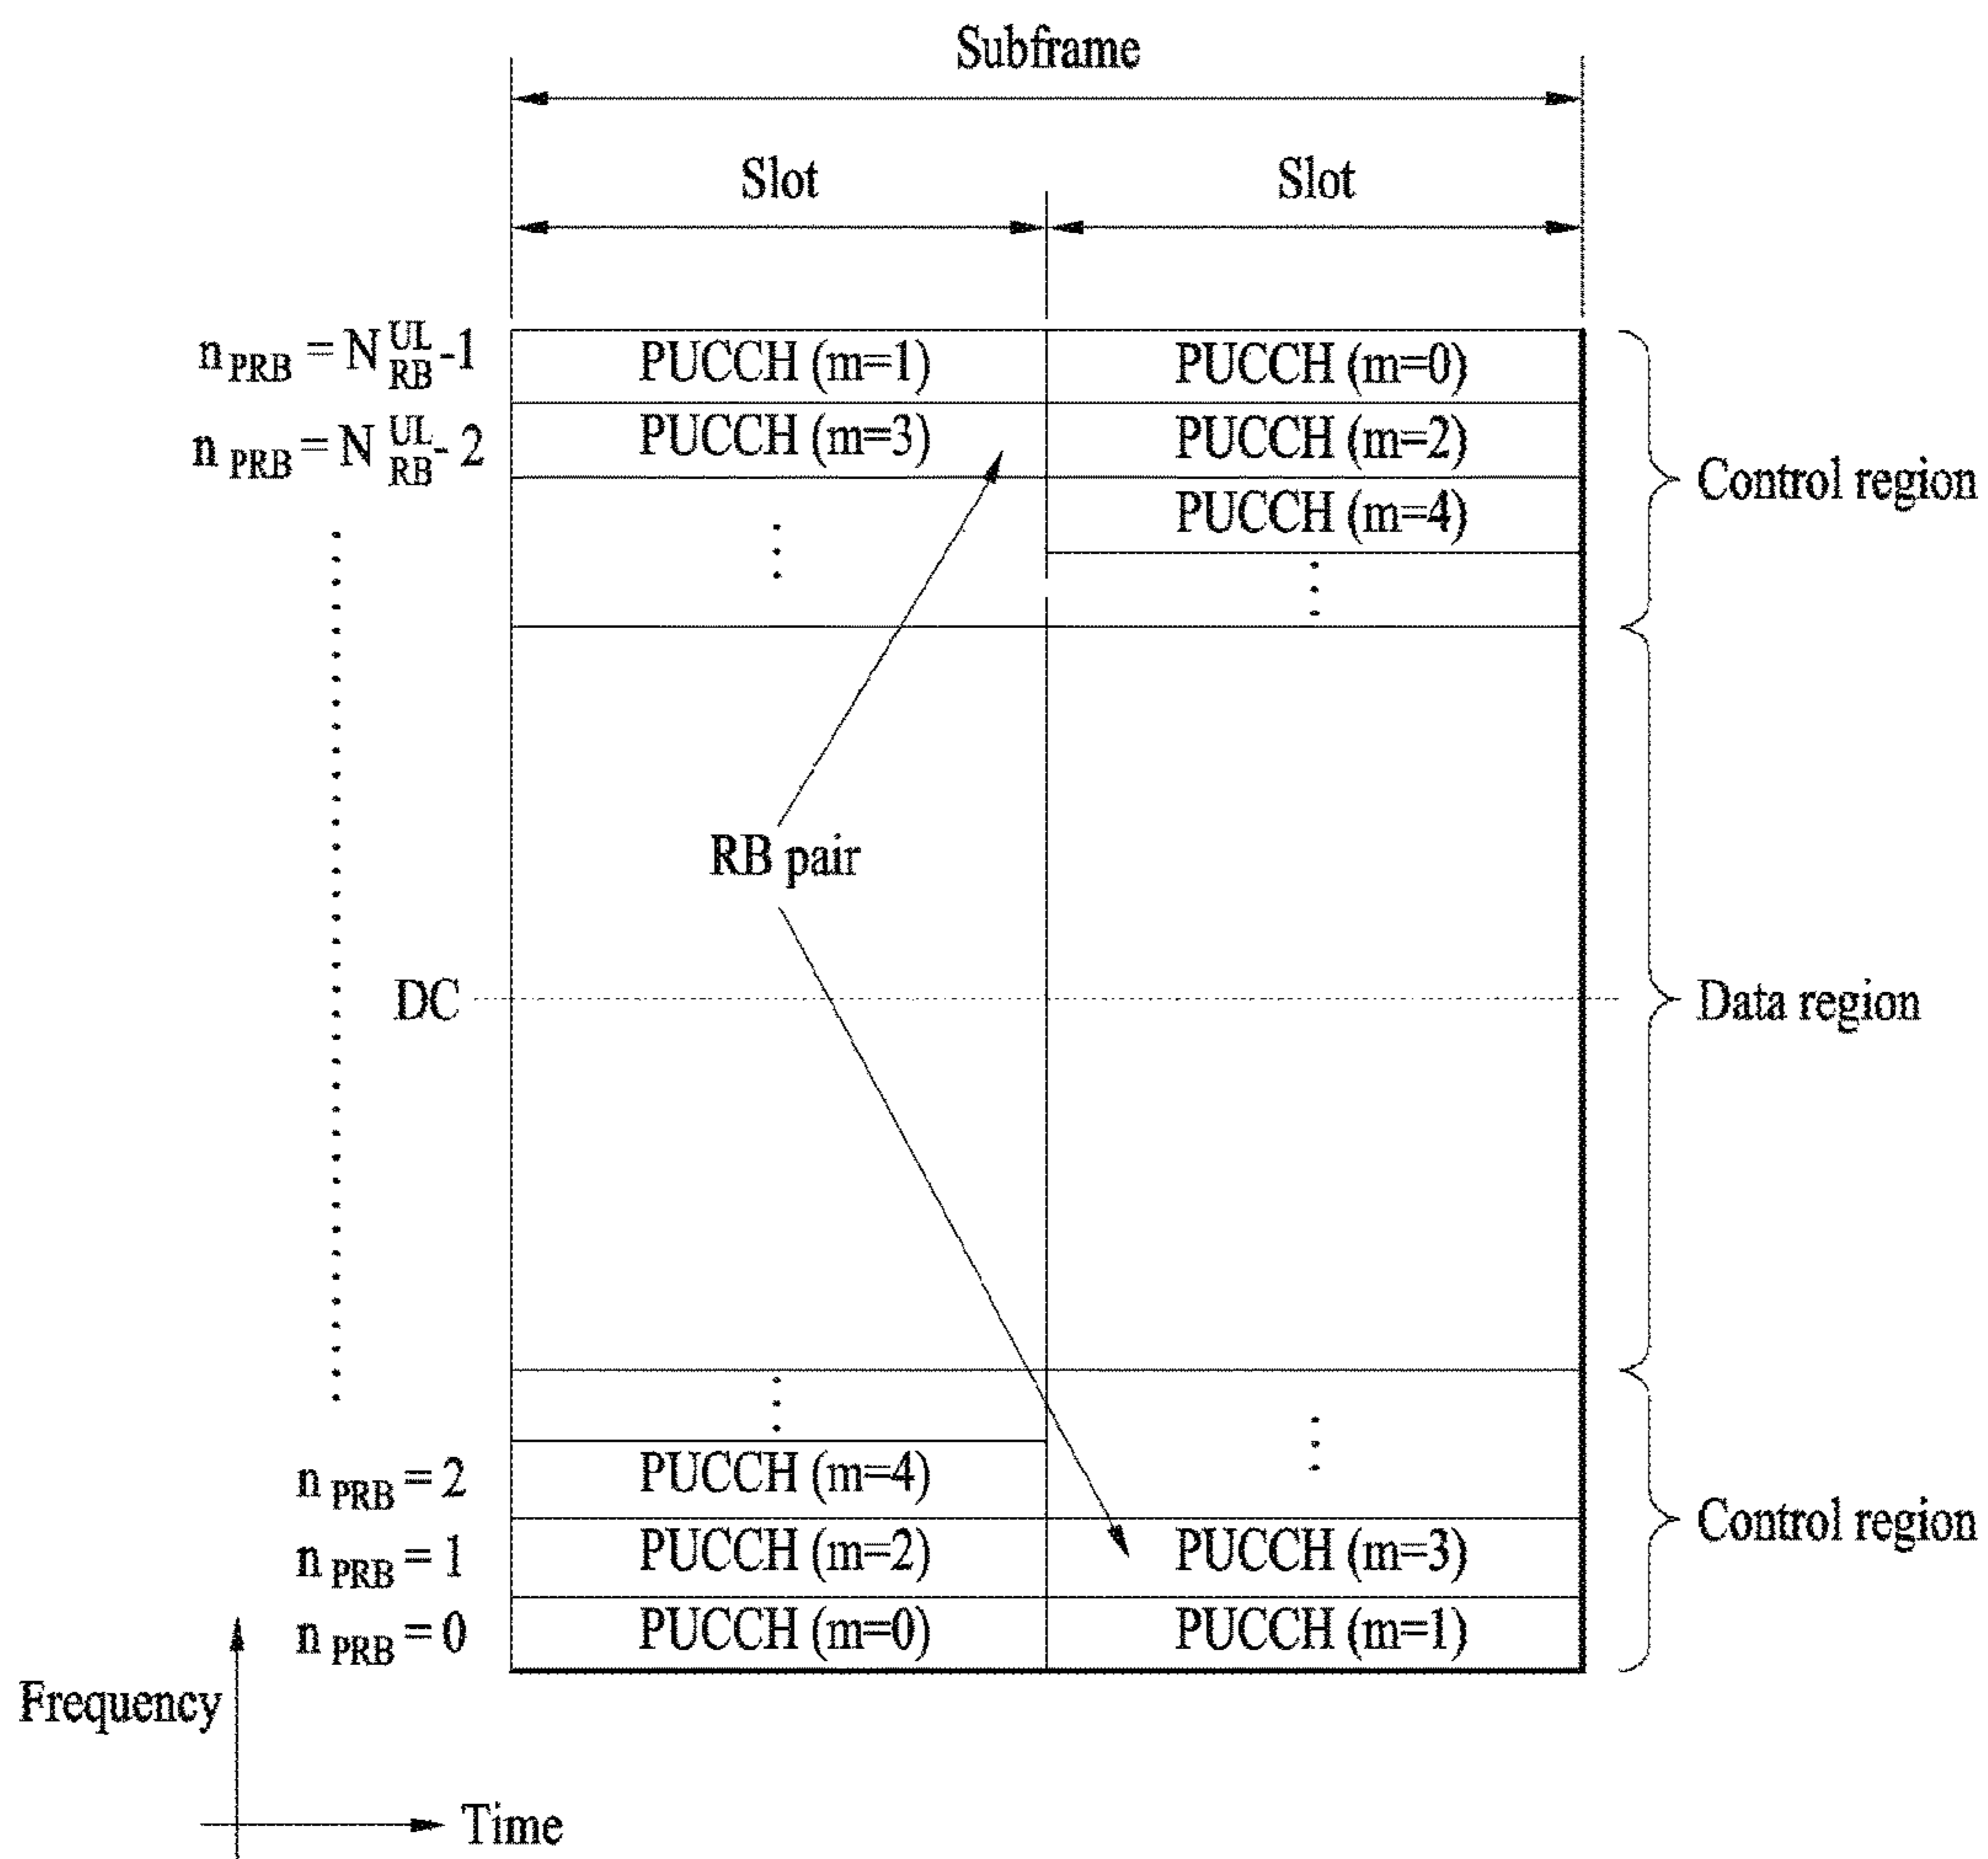 Subframe
Slot Slot
n PRB = N UL RB -1 PUCCH (m=1) PUCCH (m=0)
n PRB = N UL RB - 2 PUCCH (m=3) PUCCH (m=2)
Control region
PUCCH (m=4)
RB pair
DC
Data region
n PRB = 2 PUCCH (m=4)
Control region
n PRB = 1 PUCCH (m=2) PUCCH (m=3)
n PRB = 0 PUCCH (m=0) PUCCH (m=1)
Frequency
Time